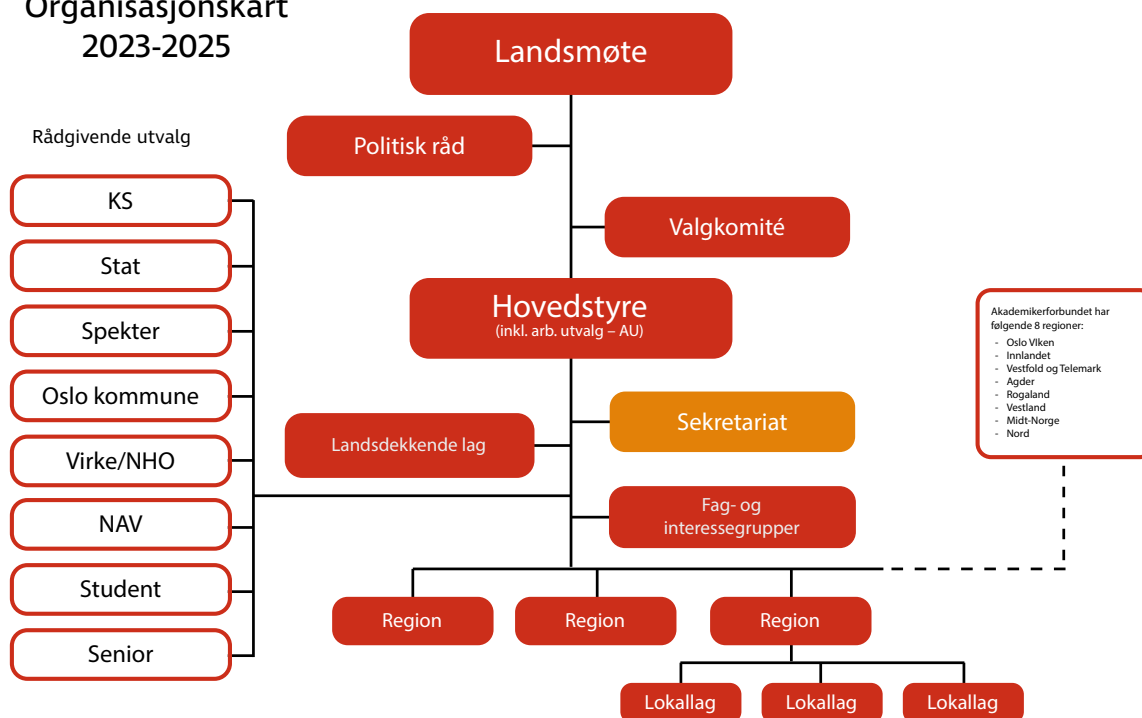 Organisasjonskart
2023-2025
Landsmøte
Politisk råd
Valgkomité
Rådgivende utvalg
KS
Stat
Spekter
Oslo kommune
Virke/NHO
NAV
Student
Senior
Hovedstyre
(inkl. arb. utvalg – AU)
Sekretariat
Landsdekkende lag
Fag- og
interessegrupper
Akademikerforbundet har
følgende 8 regioner:
- Oslo VIken
- Innlandet
- Vestfold og Telemark
- Agder
- Rogaland
- Vestland
- Midt-Norge
- Nord
Region
Region
Region
Lokallag
Lokallag
Lokallag